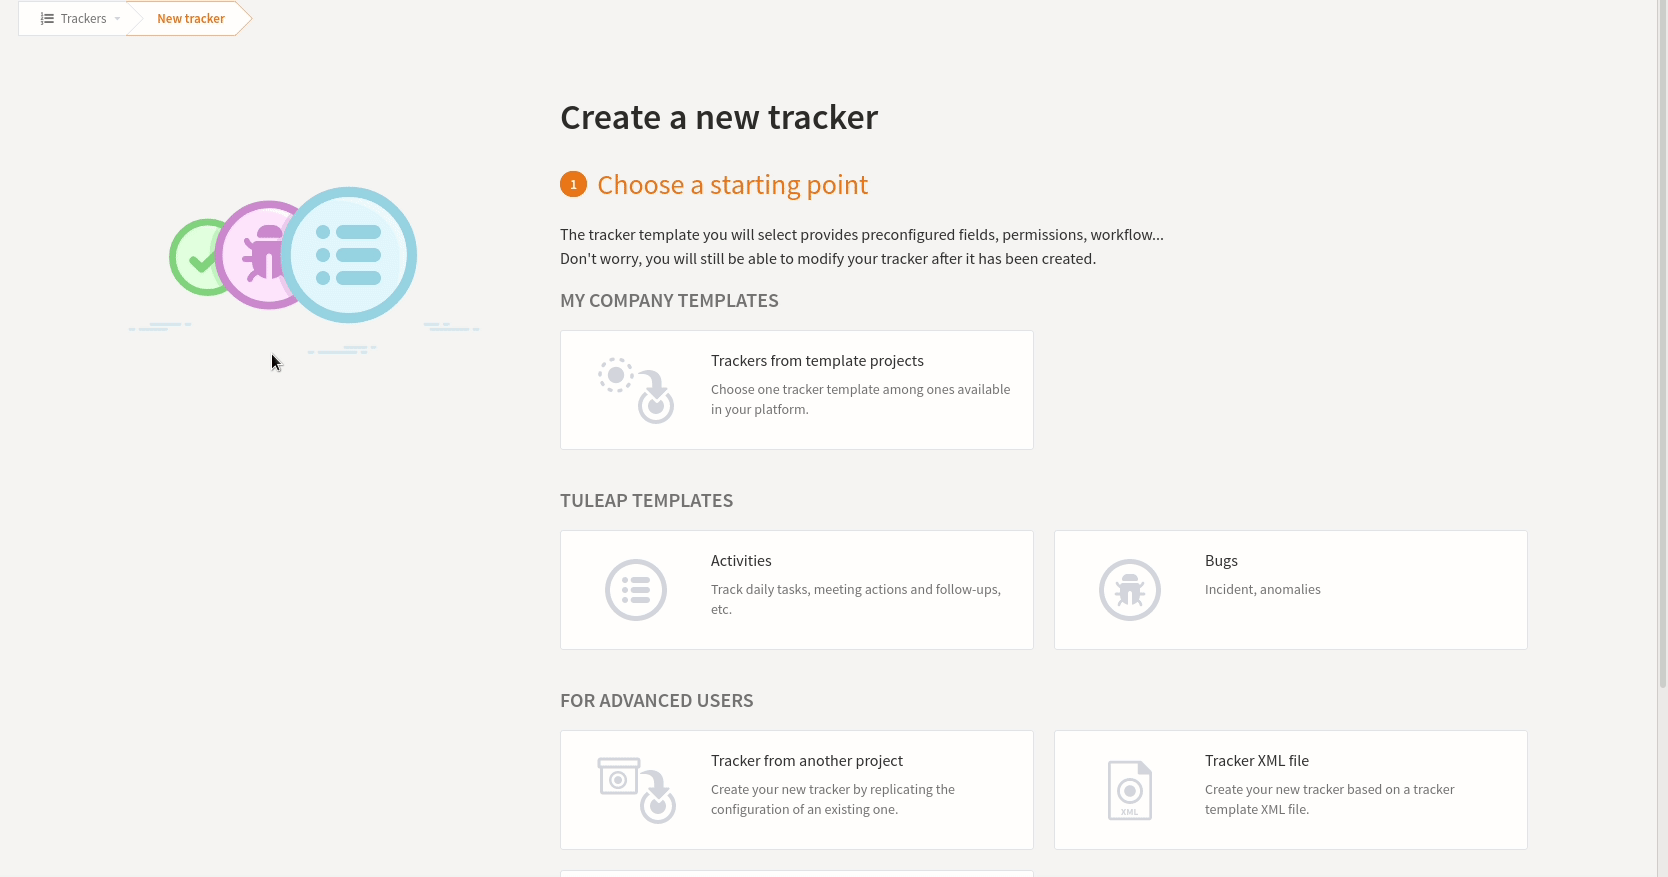 Trackers
New tracker
Create a new tracker
1 Choose a starting point
The tracker template you will select provides preconfigured fields, permissions, workflow...
Don't worry, you will still be able to modify your tracker after it has been created.
MY COMPANY TEMPLATES
Trackers from template projects
Choose one tracker template among ones available
in your platform.
TULEAP TEMPLATES
Activities
Track daily tasks, meeting actions and follow-ups,
etc.
Bugs
Incident, anomalies
FOR ADVANCED USERS
Tracker from another project
Create your new tracker by replicating the
configuration of an existing one.
XML
Tracker XML file
Create your new tracker based on a tracker
template XML file.